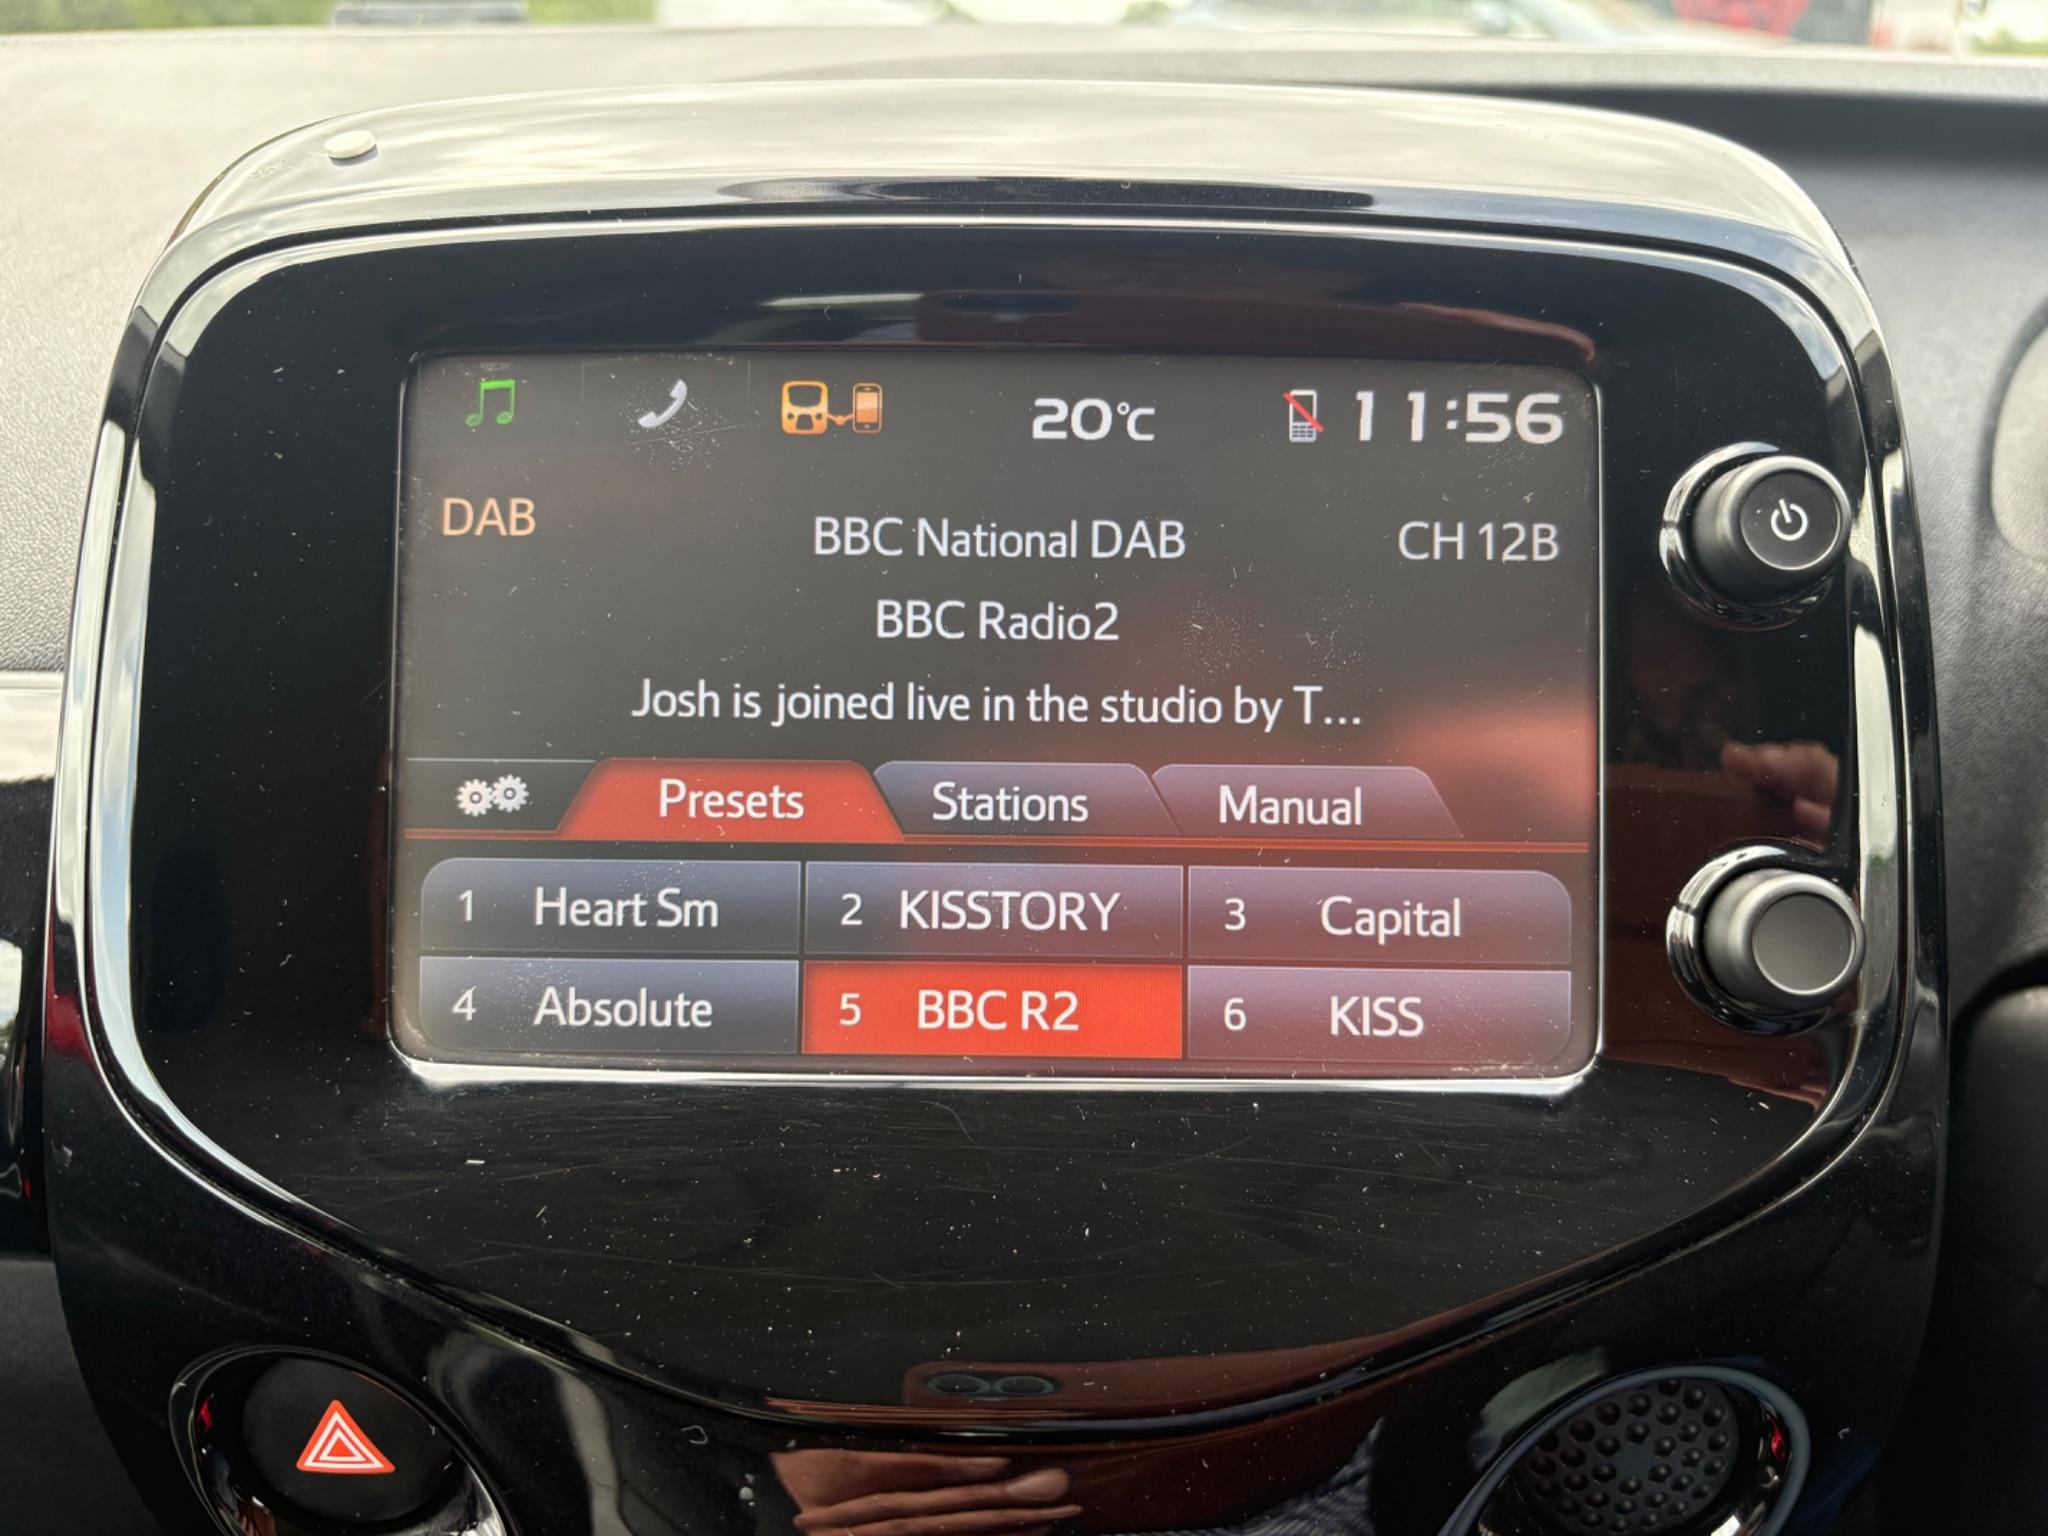 20°C 11:56
DAB
BBC National DAB CH 12B
BBC Radio2
Josh is joined live in the studio by T...
Presets Stations Manual
1 Heart Sm 2 KISSTORY 3 Capital
4 Absolute 5 BBC R2 6 KISS